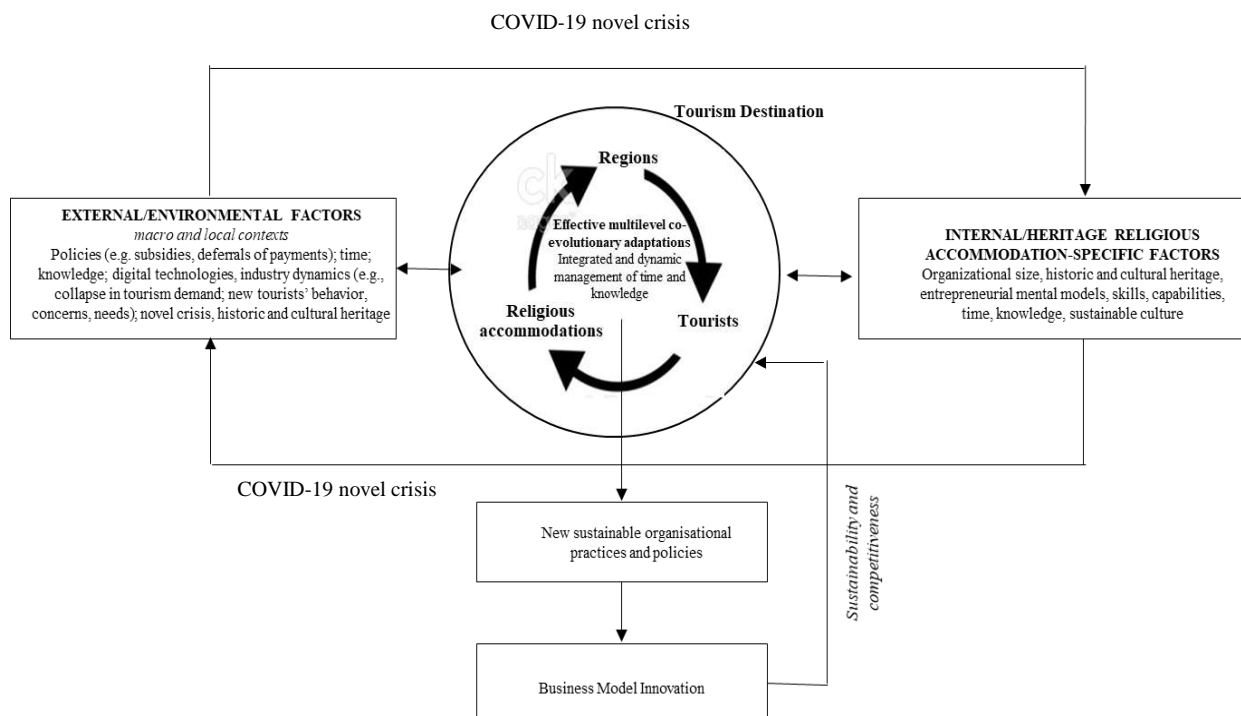 COVID-19 novel crisis
Tourism Destination
Regions
EXTERNAL/ENVIRONMENTAL FACTORS
macro and local contexts
Policies (e.g. subsidies, deferrals of payments); time;
knowledge; digital technologies, industry dynamics (e.g.,
collapse in tourism demand; new tourists' behavior,
concerns, needs); novel crisis, historic and cultural heritage
Effective multilevel co-
evolutionary adaptations
Integrated and dynamic
management of time and
knowledge
Religious
accommodations
Tourists
INTERNAL/HERITAGE RELIGIOUS
ACCOMMODATION-SPECIFIC FACTORS
Organizational size, historic and cultural heritage,
entrepreneurial mental models, skills, capabilities,
time, knowledge, sustainable culture
COVID-19 novel crisis
New sustainable organisational
practices and policies
Sustainability and
competitiveness
Business Model Innovation